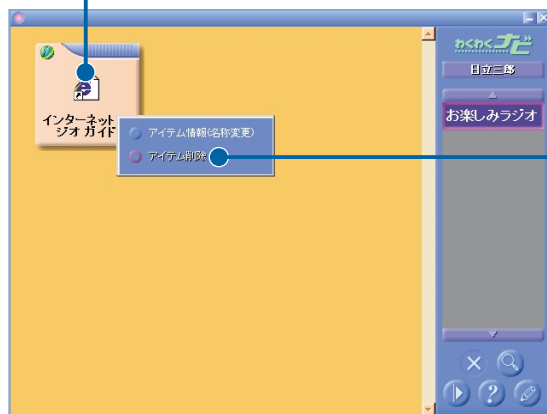 わくわくナビ
日立三郎
お楽しみラジオ
インターネット
ジオ ガイド
アイテム情報(名称変更)
アイテム削除
?